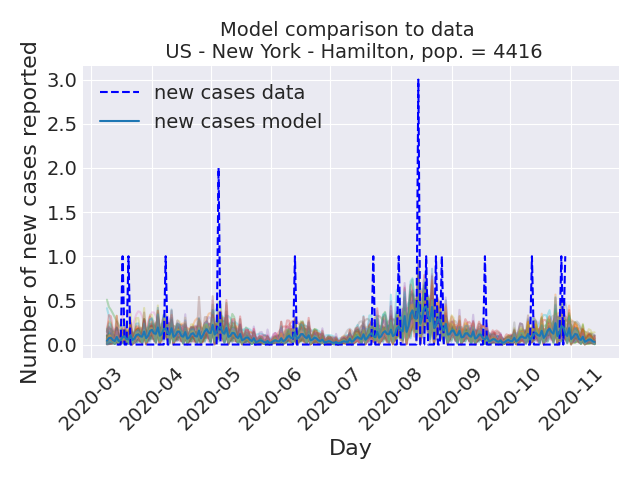 Model comparison to data
US - New York - Hamilton, pop. = 4416
Number of new cases reported
3.0
2.5
2.0
1.5
1.0
0.5
0.0
new cases data
new cases model
2020-03
2020-04
2020-05
2020-06
2020-07
2020-08
2020-09
2020-10
2020-11
Day